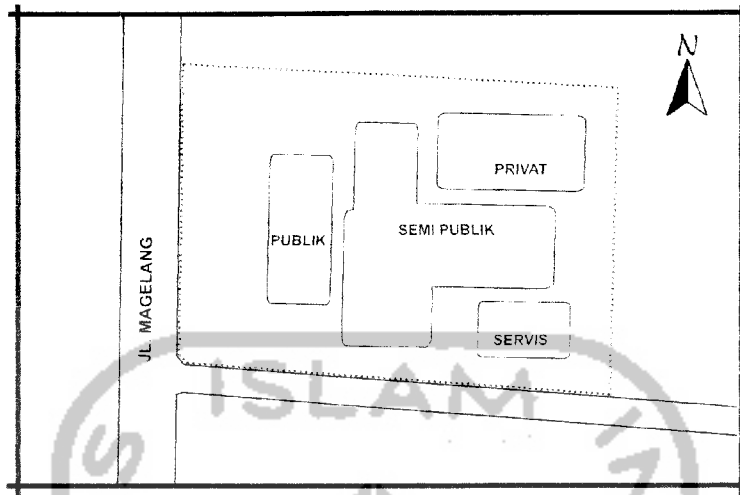 N
PRIVAT
SEMI PUBLIK
PUBLIK
JL. MAGELANG
SERVIS
ISLAM